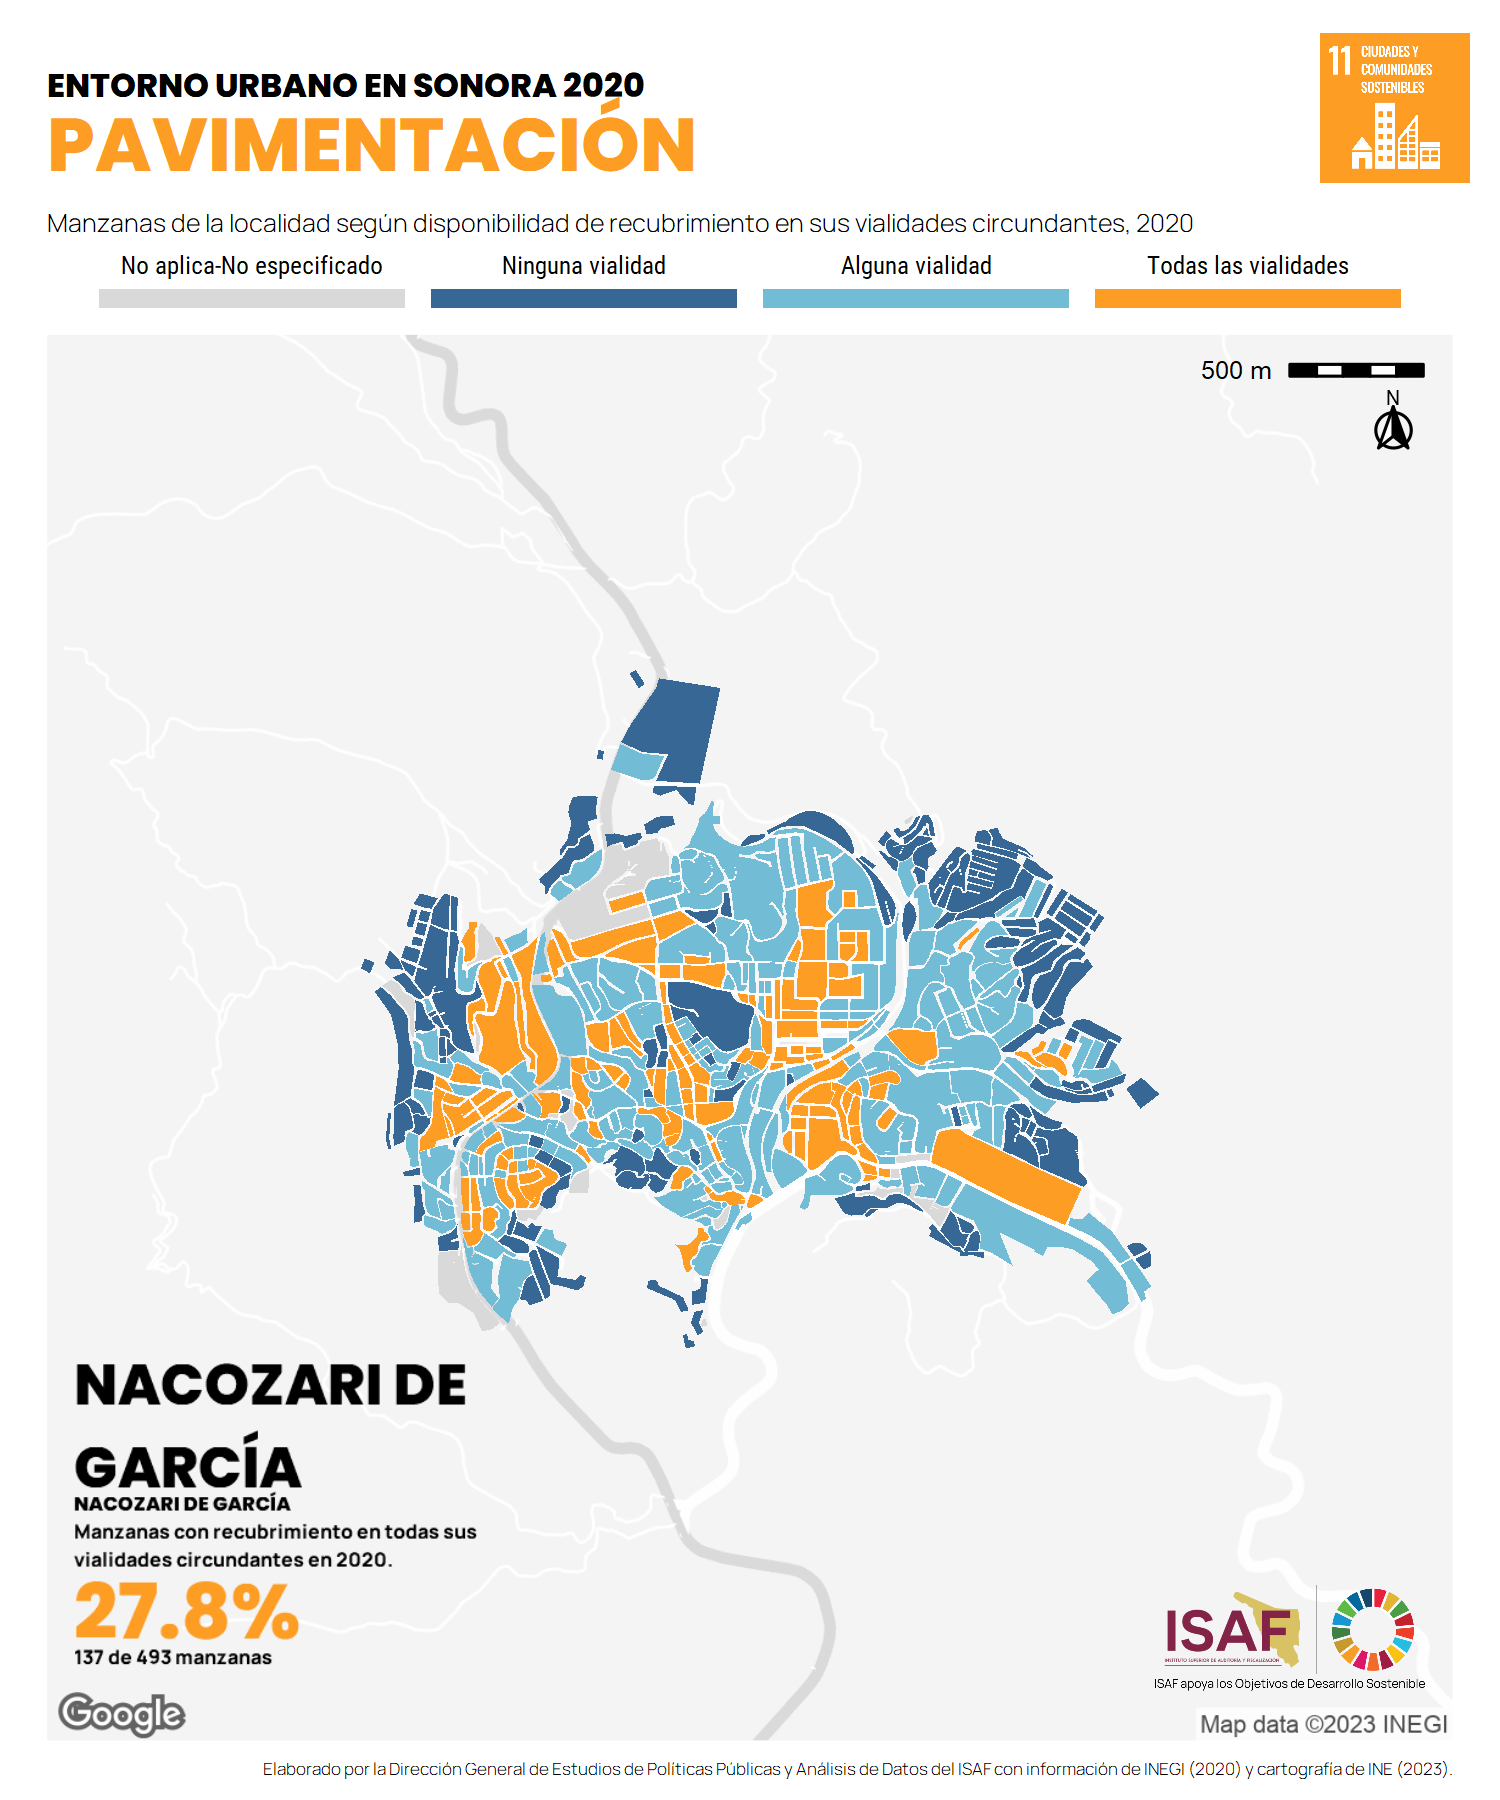 ENTORNO URBANO EN SONORA 2020
PAVIMENTACIÓN
11 CIUDADES Y
COMUNIDADES
SOSTENIBLES
Manzanas de la localidad según disponibilidad de recubrimiento en sus vialidades circundantes, 2020
No aplica-No especificado
Ninguna vialidad
Alguna vialidad
Todas las vialidades
500 m
N
NACOZARI DE
GARCÍA
NACOZARI DE GARCÍA
Manzanas con recubrimiento en todas sus
vialidades circundantes en 2020.
27.8%
137 de 493 manzanas
Google
ISAF
INSTITUTO SUPERIOR DE AUDITORÍA Y FISCALIZACIÓN
ISAF apoya los Objetivos de Desarrollo Sostenible
Map data ©2023 INEGI
Elaborado por la Dirección General de Estudios de Políticas Públicas y Análisis de Datos del ISAF con información de INEGI (2020) y cartografía de INE (2023).